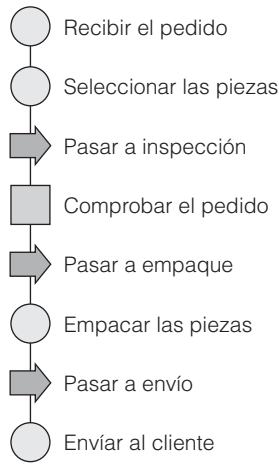 Recibir el pedido
Seleccionar las piezas
Pasar a inspección
Comprobar el pedido
Pasar a empaque
Empacar las piezas
Pasar a envío
Envíar al cliente